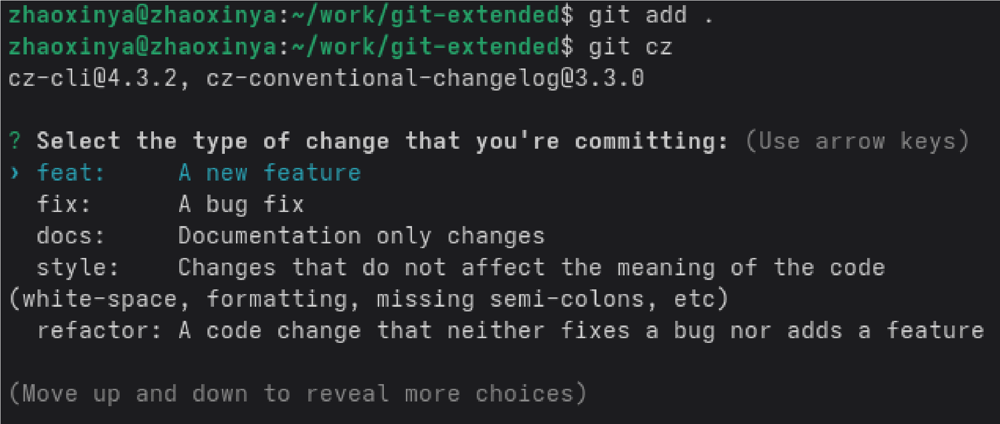 zhaoxinya@zhaoxinya:~/work/git-extended$ git add .
zhaoxinya@zhaoxinya:~/work/git-extended$ git cz
cz-cli@4.3.2, cz-conventional-changelog@3.3.0
? Select the type of change that you're committing: (Use arrow keys)
› feat:     A new feature
  fix:      A bug fix
  docs:     Documentation only changes
  style:    Changes that do not affect the meaning of the code
(white-space, formatting, missing semi-colons, etc)
  refactor: A code change that neither fixes a bug nor adds a feature
(Move up and down to reveal more choices)